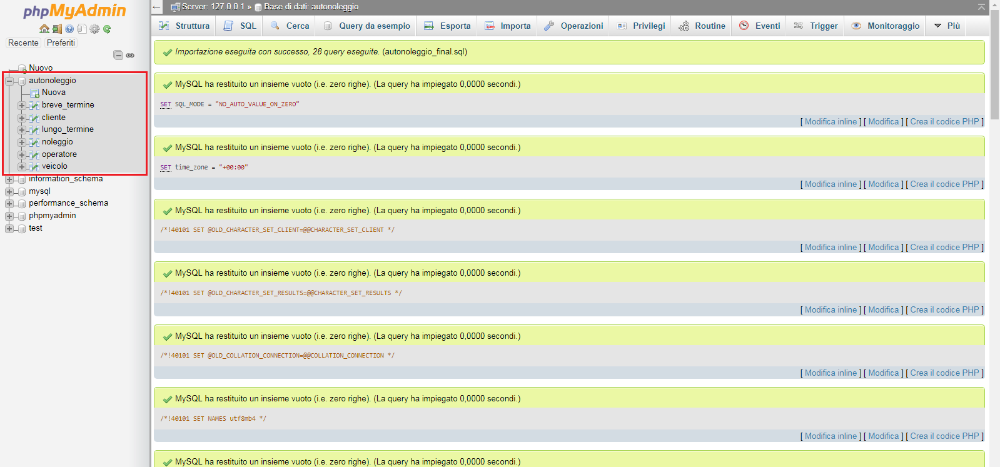 phpMyAdmin
Recente Preferiti
Nuovo
autonoleggio
Nuova
breve_termine
cliente
lungo_termine
noleggio
operatore
veicolo
information_schema
mysql
performance_schema
phpmyadmin
test
Server: 127.0.0.1 » Base di dati: autonoleggio
Struttura SQL Cerca Query da esempio Esporta Importa Operazioni Privilegi Routine Eventi Trigger Monitoraggio Più
Importazione eseguita con successo, 28 query eseguite. (autonoleggio_final.sql)
MySQL ha restituito un insieme vuoto (i.e. zero righe). (La query ha impiegato 0,0000 secondi.)
SET SQL_MODE = "NO_AUTO_VALUE_ON_ZERO"
[ Modifica inline ] [ Modifica ] [ Crea il codice PHP ]
MySQL ha restituito un insieme vuoto (i.e. zero righe). (La query ha impiegato 0,0000 secondi.)
SET time_zone = "+00:00"
[ Modifica inline ] [ Modifica ] [ Crea il codice PHP ]
MySQL ha restituito un insieme vuoto (i.e. zero righe). (La query ha impiegato 0,0000 secondi.)
/*!40101 SET @OLD_CHARACTER_SET_CLIENT=@@CHARACTER_SET_CLIENT */
[ Modifica inline ] [ Modifica ] [ Crea il codice PHP ]
MySQL ha restituito un insieme vuoto (i.e. zero righe). (La query ha impiegato 0,0000 secondi.)
/*!40101 SET @OLD_CHARACTER_SET_RESULTS=@@CHARACTER_SET_RESULTS */
[ Modifica inline ] [ Modifica ] [ Crea il codice PHP ]
MySQL ha restituito un insieme vuoto (i.e. zero righe). (La query ha impiegato 0,0000 secondi.)
/*!40101 SET @OLD_COLLATION_CONNECTION=@@COLLATION_CONNECTION */
[ Modifica inline ] [ Modifica ] [ Crea il codice PHP ]
MySQL ha restituito un insieme vuoto (i.e. zero righe). (La query ha impiegato 0,0000 secondi.)
/*!40101 SET NAMES utf8mb4 */
[ Modifica inline ] [ Modifica ] [ Crea il codice PHP ]
MySQL ha restituito un insieme vuoto (i.e. zero righe). (La query ha impiegato 0,0000 secondi.)